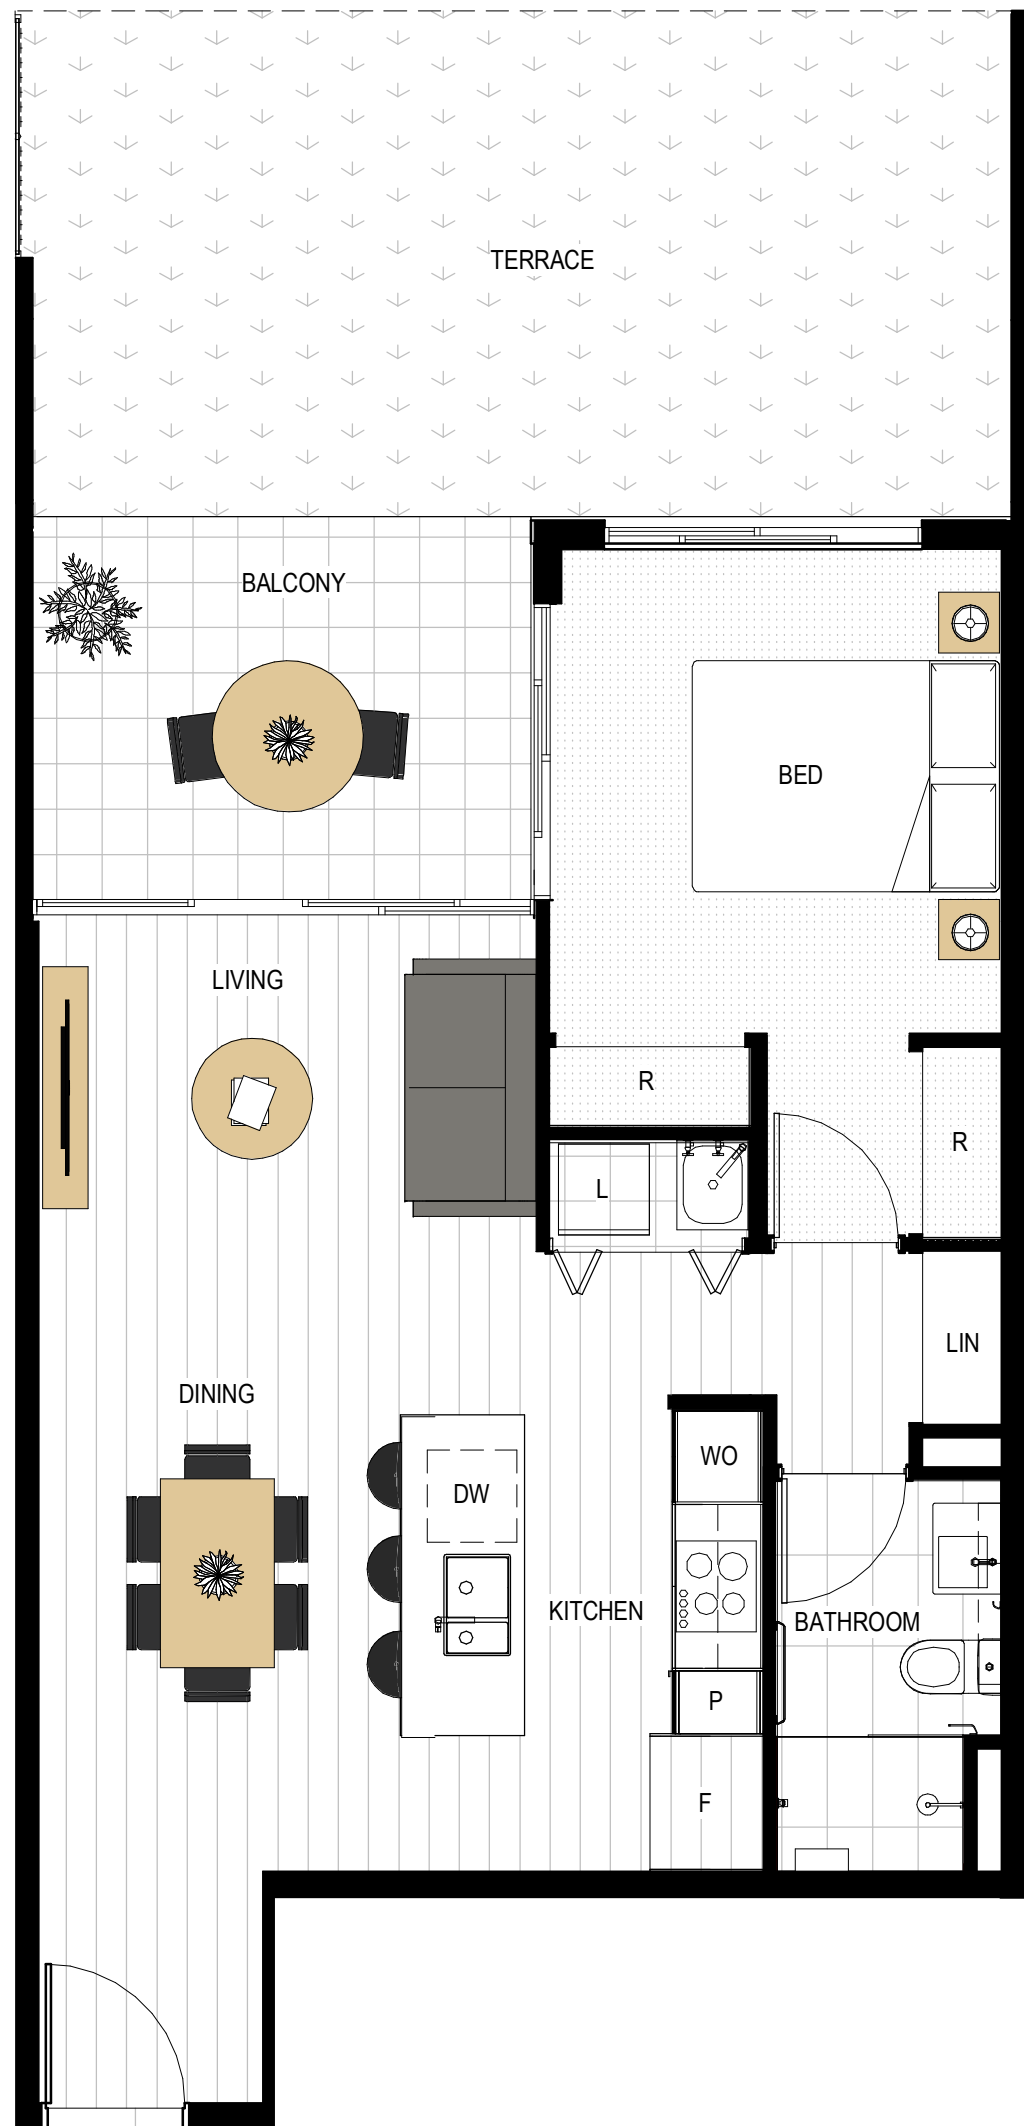 TERRACE
BALCONY
BED
LIVING
R
R
L
LIN
DINING
WO
DW
KITCHEN
BATHROOM
P
F